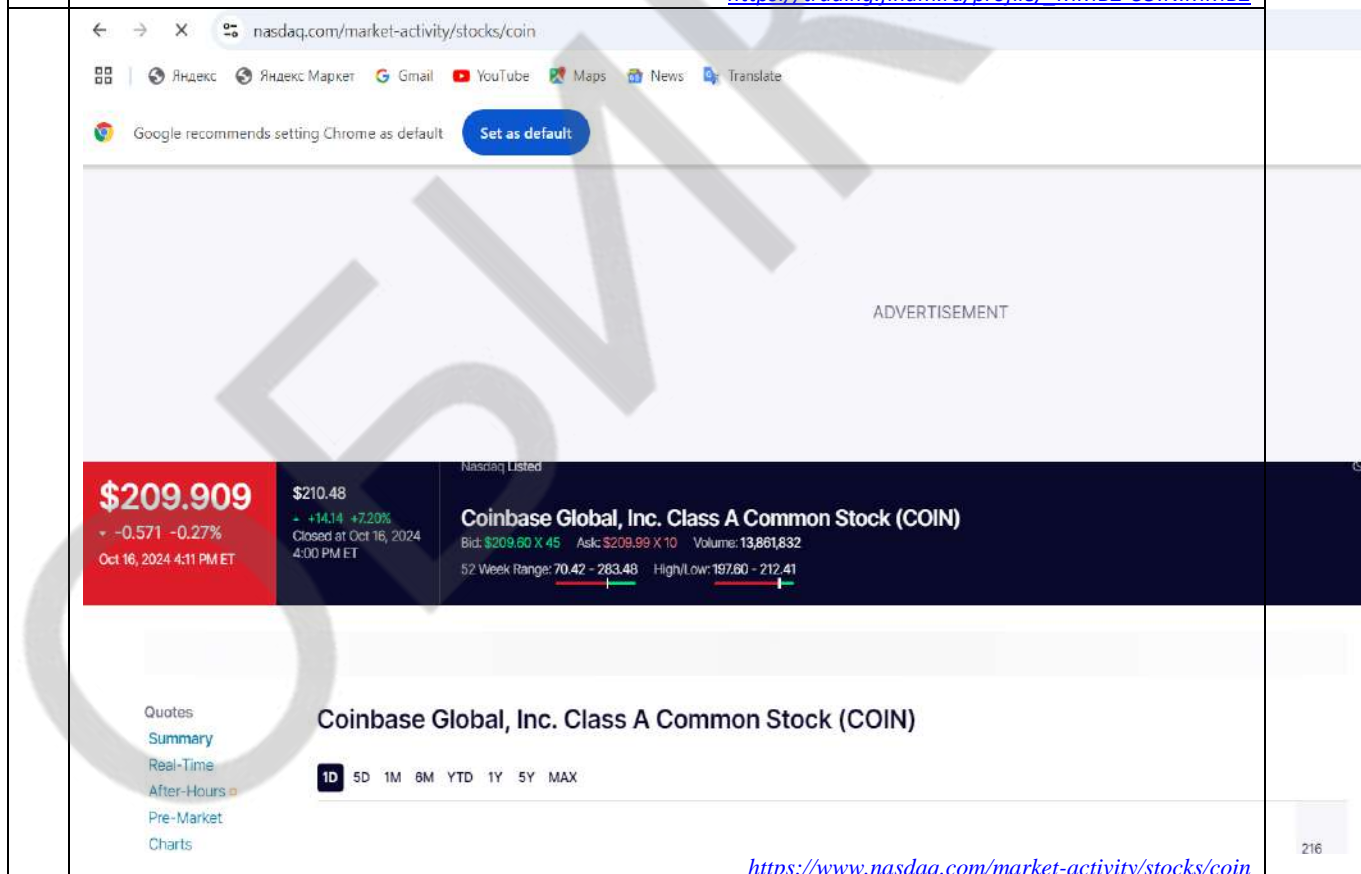 nasdaq.com/market-activity/stocks/coin
Яндекс Яндекс Маркет Gmail YouTube Maps News Translate
Google recommends setting Chrome as default Set as default
ADVERTISEMENT
Nasdaq Listed
$209.909
-0.571 -0.27%
Oct 16, 2024 4:11 PM ET
$210.48
+14.14 +7.20%
Closed at Oct 16, 2024
4:00 PM ET
Coinbase Global, Inc. Class A Common Stock (COIN)
Bid: $209.60 X 45 Ask: $209.99 X 10 Volume: 13,861,832
52 Week Range: 70.42 - 283.48 High/Low: 197.60 - 212.41
Quotes
Summary
Real-Time
After-Hours
Pre-Market
Charts
Coinbase Global, Inc. Class A Common Stock (COIN)
1D 5D 1M 6M YTD 1Y 5Y MAX
216
https://www.nasdaq.com/market-activity/stocks/coin
ОБИК